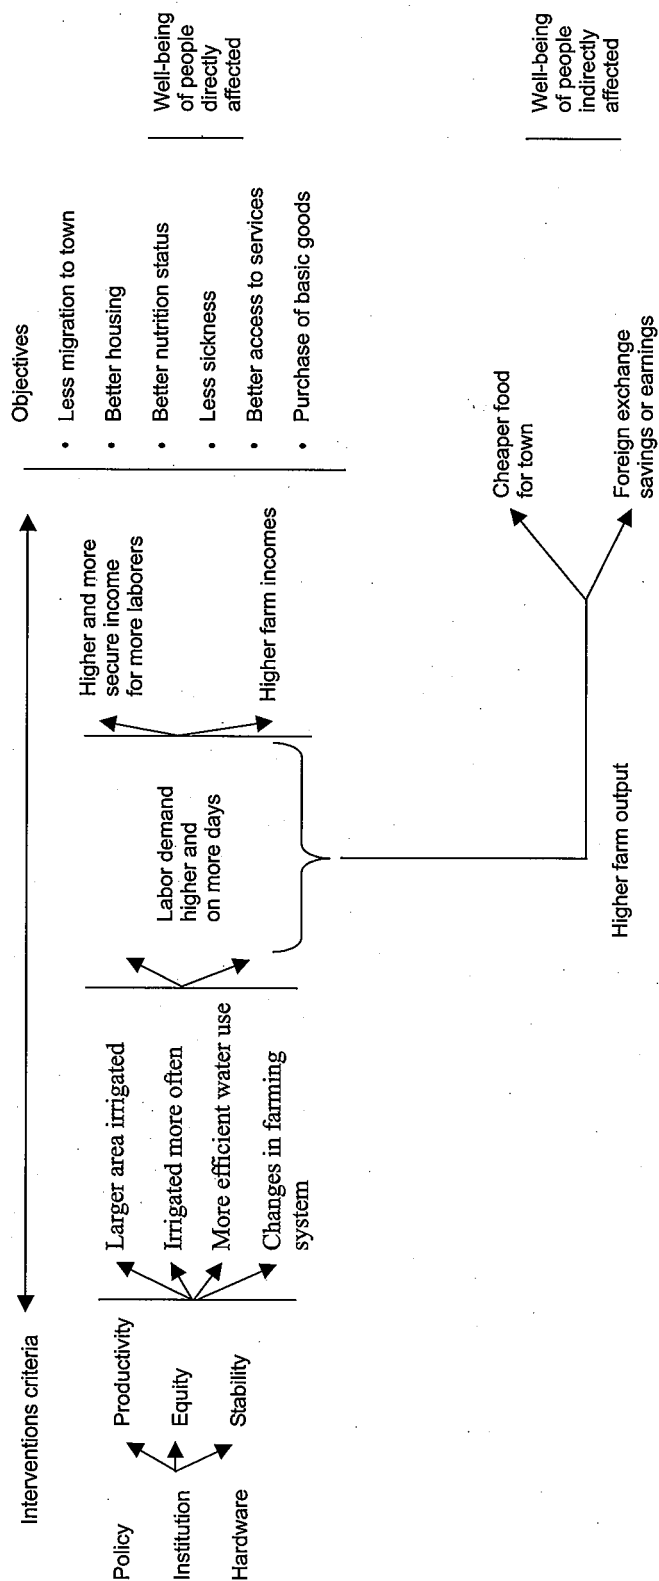 Interventions criteria
Objectives
Policy
Institution
Hardware
Productivity
Equity
Stability
Larger area irrigated
Irrigated more often
More efficient water use
Changes in farming
system
Labor demand
higher and
on more days
Higher and more
secure income
for more laborers
Higher farm incomes
• Less migration to town
• Better housing
• Better nutrition status
• Less sickness
• Better access to services
• Purchase of basic goods
Well-being
of people
directly
affected
Higher farm output
Cheaper food
for town
Foreign exchange
savings or earnings
Well-being
of people
indirectly
affected